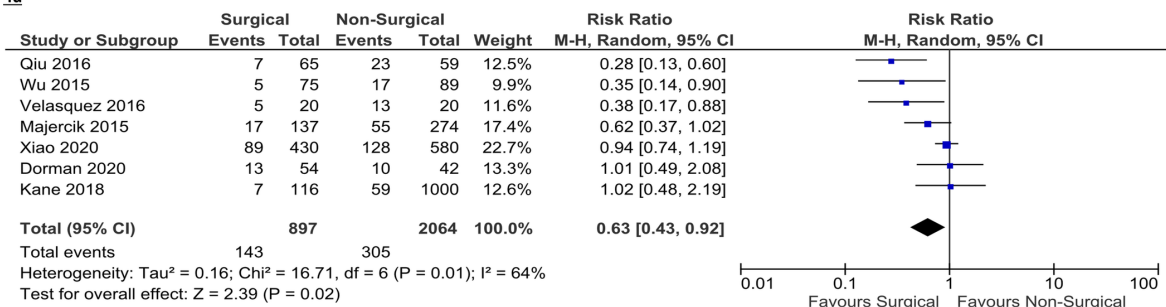 Surgical Non-Surgical Risk Ratio Risk Ratio
Study or Subgroup Events Total Events Total Weight M-H, Random, 95% CI M-H, Random, 95% CI
Qiu 2016 7 65 23 59 12.5% 0.28 [0.13, 0.60]
Wu 2015 5 75 17 89 9.9% 0.35 [0.14, 0.90]
Velasquez 2016 5 20 13 20 11.6% 0.38 [0.17, 0.88]
Majercik 2015 17 137 55 274 17.4% 0.62 [0.37, 1.02]
Xiao 2020 89 430 128 580 22.7% 0.94 [0.74, 1.19]
Dorman 2020 13 54 10 42 13.3% 1.01 [0.49, 2.08]
Kane 2018 7 116 59 1000 12.6% 1.02 [0.48, 2.19]
Total (95% CI) 897 2064 100.0% 0.63 [0.43, 0.92]
Total events 143 305
Heterogeneity: Tau² = 0.16; Chi² = 16.71, df = 6 (P = 0.01); I² = 64%
Test for overall effect: Z = 2.39 (P = 0.02)
0.01 0.1 1 10 100
Favours Surgical Favours Non-Surgical